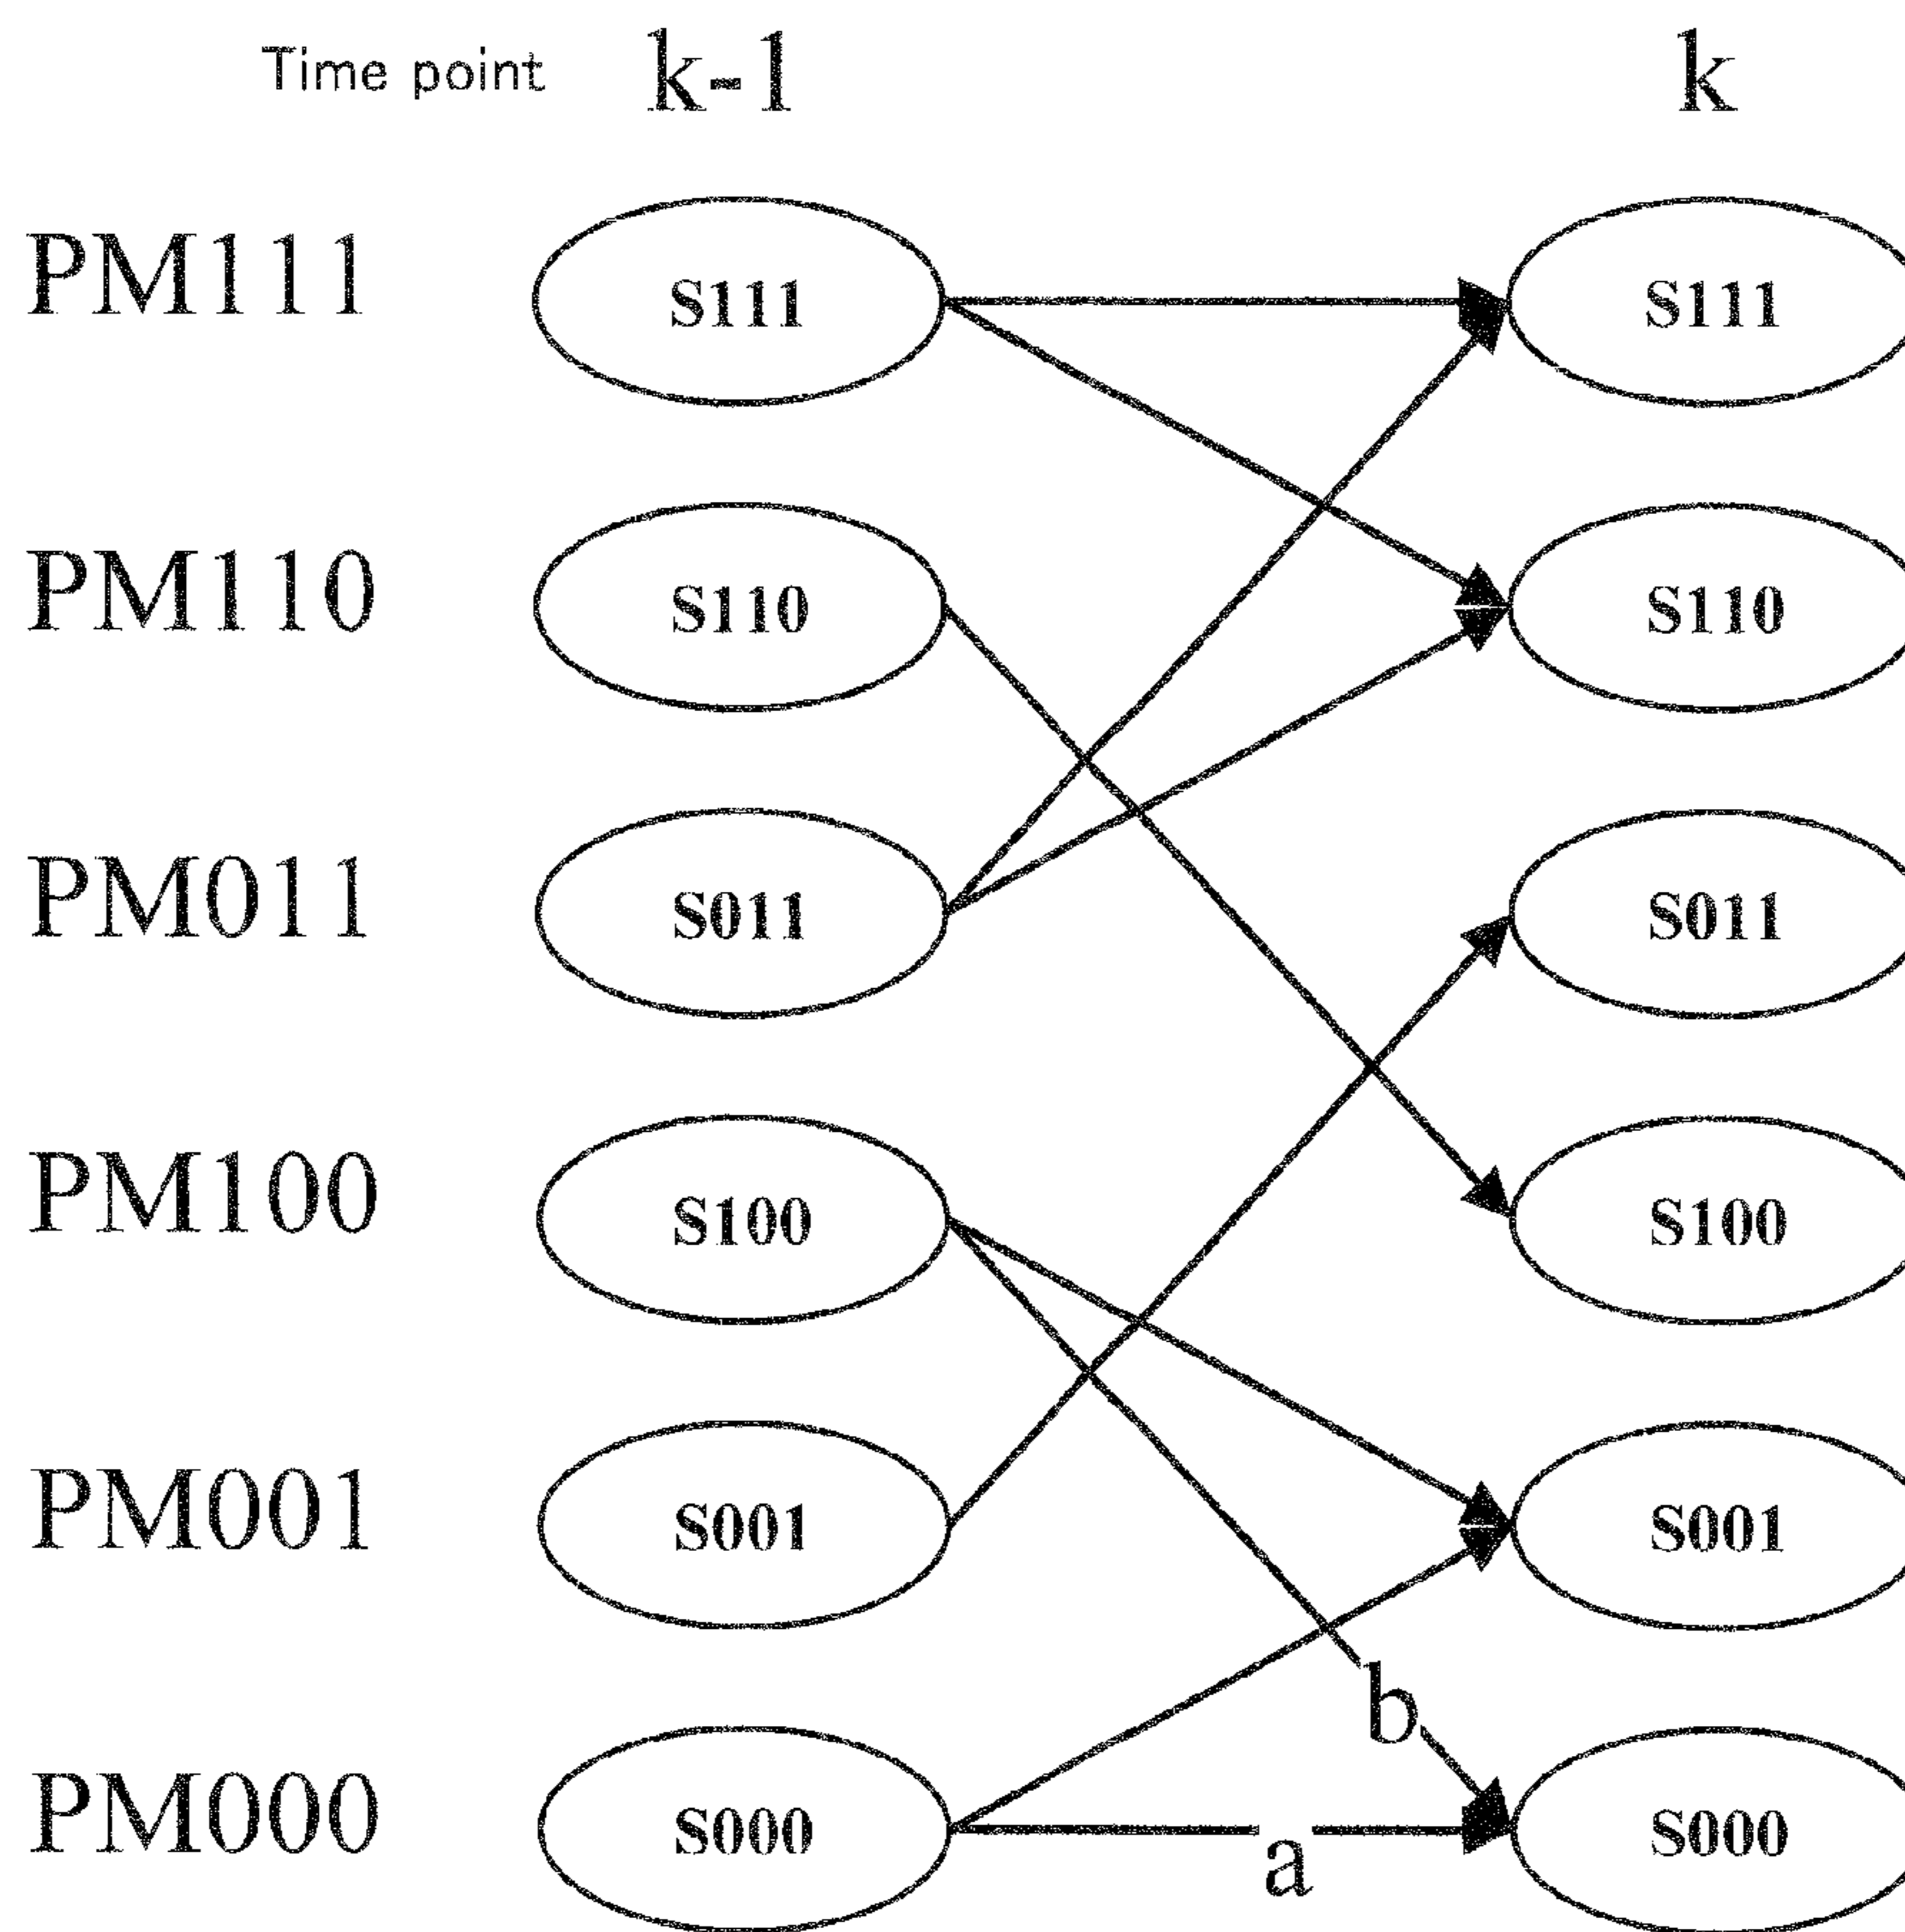 Time point k-1 k
PM111 S111 S111
PM110 S110 S110
PM011 S011 S011
PM100 S100 S100
PM001 S001 S001
b
PM000 S000 S000
a